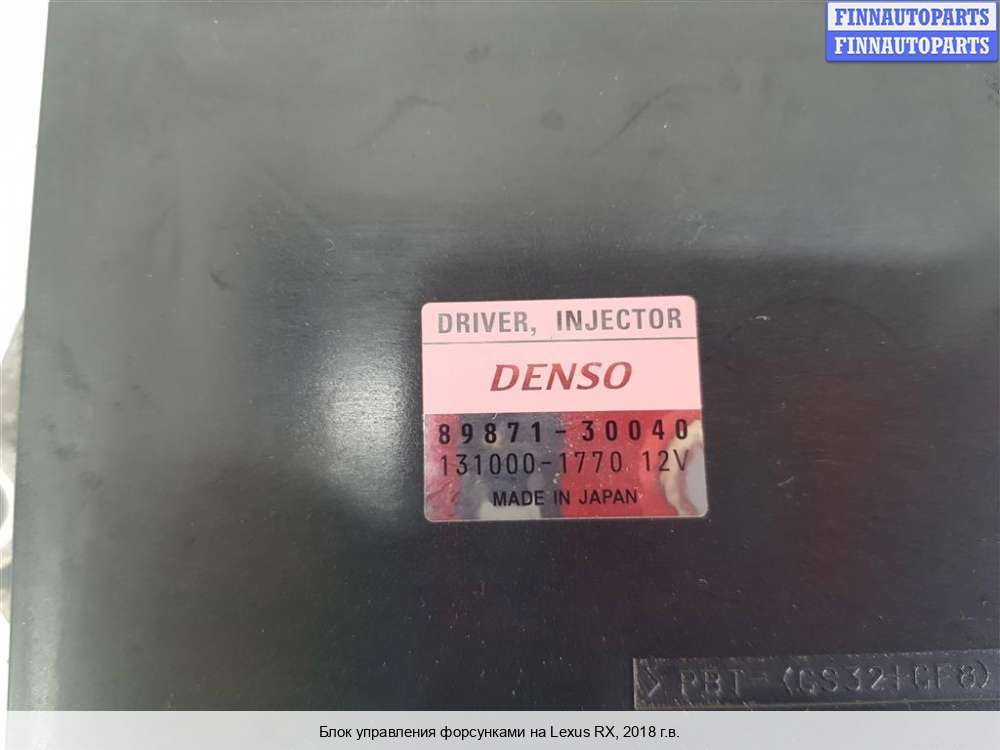 FINNAUTOPARTS
FINNAUTOPARTS
DRIVER, INJECTOR
DENSO
89871-30040
131000-1770 12V
MADE IN JAPAN
>PBT-
Блок управления форсунками на Lexus RX, 2018 г.в.